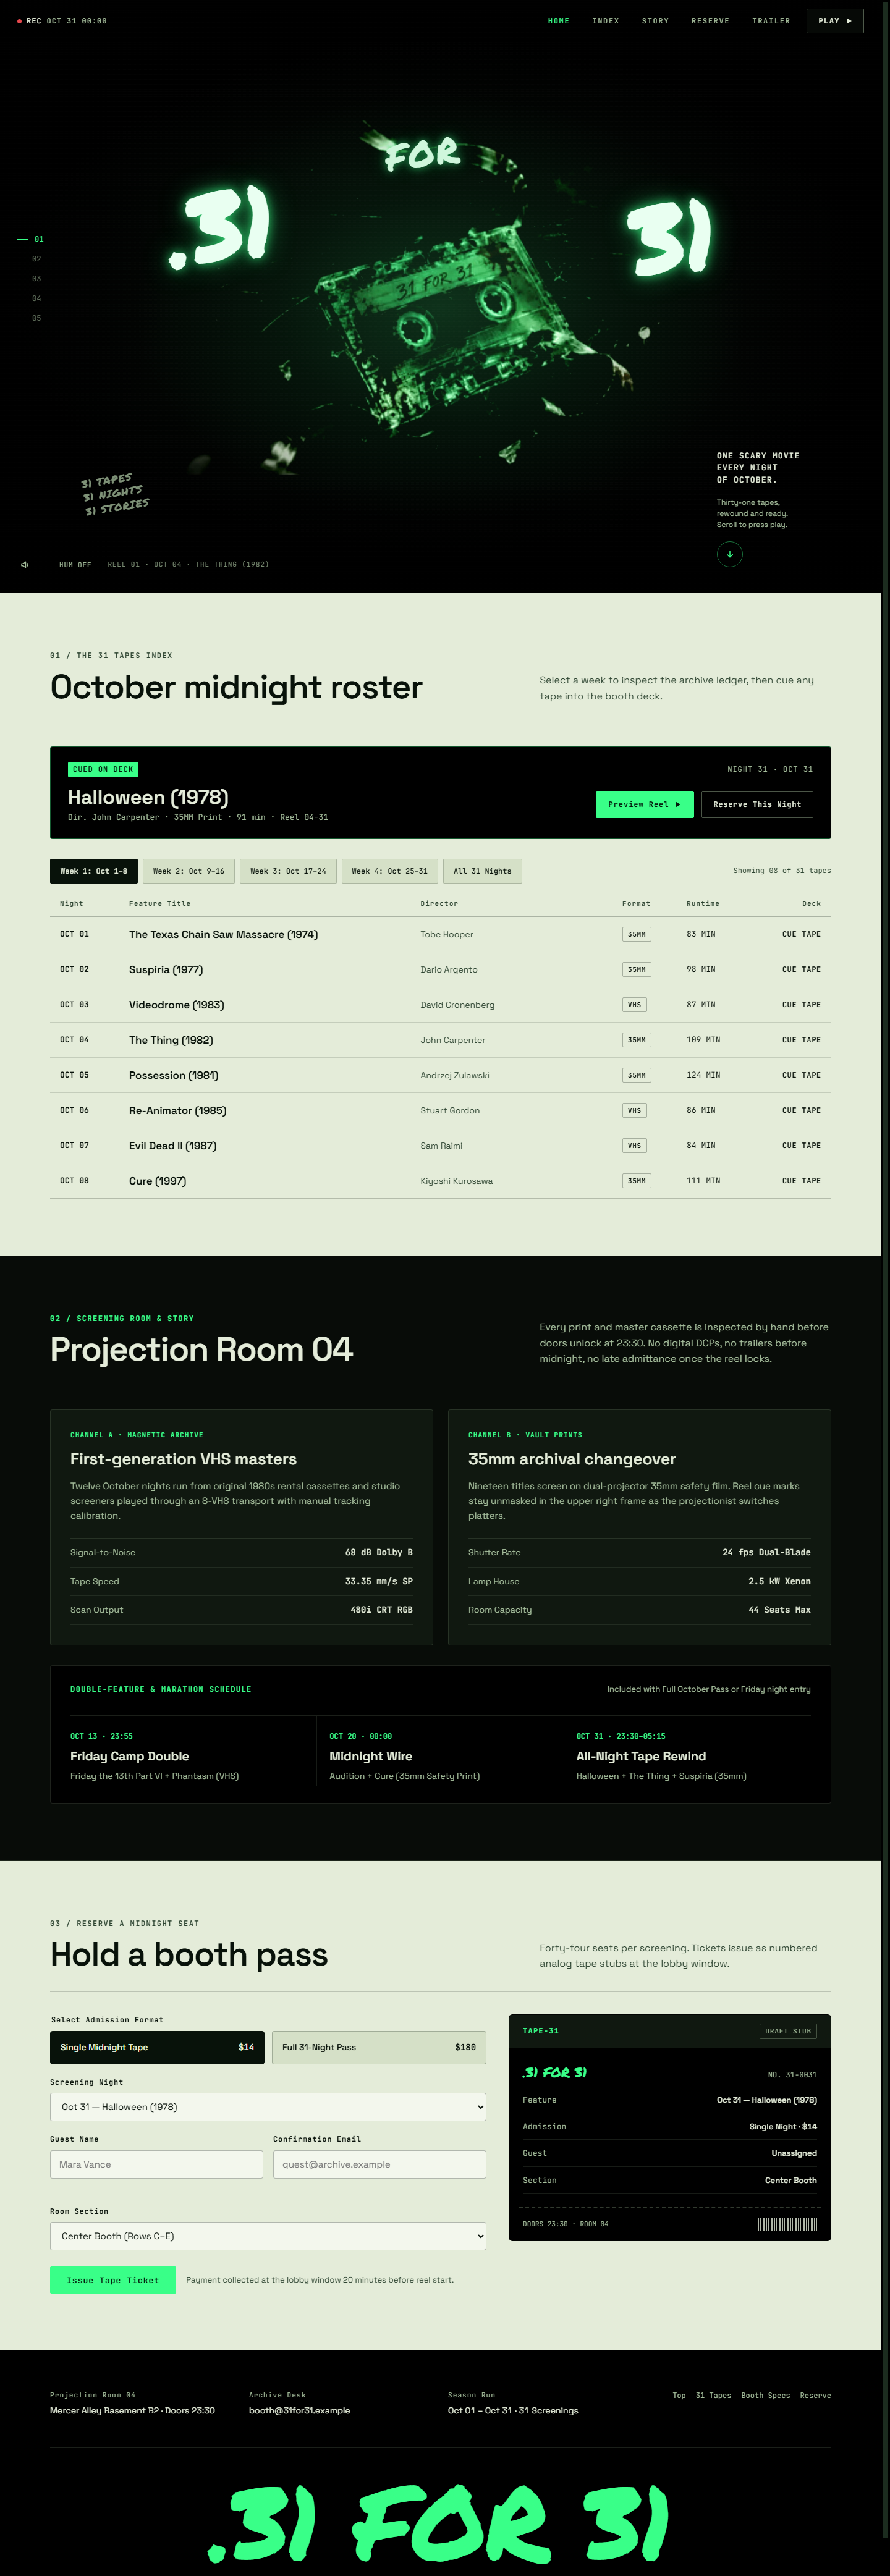 REC OCT 31 00:00
HOME INDEX STORY RESERVE TRAILER PLAY
.31 FOR 31
31 FOR 31
01
02
03
04
05
31 TAPES
31 NIGHTS
31 STORIES
ONE SCARY MOVIE
EVERY NIGHT
OF OCTOBER.
Thirty-one tapes,
rewound and ready.
Scroll to press play.
HUM OFF REEL 01 · OCT 04 · THE THING (1982)
01 / THE 31 TAPES INDEX
October midnight roster
Select a week to inspect the archive ledger, then cue any
tape into the booth deck.
CUED ON DECK NIGHT 31 · OCT 31
Halloween (1978)
Dir. John Carpenter · 35MM Print · 91 min · Reel 04-31
Preview Reel Reserve This Night
Week 1: Oct 1–8 Week 2: Oct 9–16 Week 3: Oct 17–24 Week 4: Oct 25–31 All 31 Nights Showing 08 of 31 tapes
Night Feature Title Director Format Runtime Deck
OCT 01 The Texas Chain Saw Massacre (1974) Tobe Hooper 35MM 83 MIN CUE TAPE
OCT 02 Suspiria (1977) Dario Argento 35MM 98 MIN CUE TAPE
OCT 03 Videodrome (1983) David Cronenberg VHS 87 MIN CUE TAPE
OCT 04 The Thing (1982) John Carpenter 35MM 109 MIN CUE TAPE
OCT 05 Possession (1981) Andrzej Zulawski 35MM 124 MIN CUE TAPE
OCT 06 Re-Animator (1985) Stuart Gordon VHS 86 MIN CUE TAPE
OCT 07 Evil Dead II (1987) Sam Raimi VHS 84 MIN CUE TAPE
OCT 08 Cure (1997) Kiyoshi Kurosawa 35MM 111 MIN CUE TAPE
02 / SCREENING ROOM & STORY
Projection Room 04
Every print and master cassette is inspected by hand before
doors unlock at 23:30. No digital DCPs, no trailers before
midnight, no late admittance once the reel locks.
CHANNEL A · MAGNETIC ARCHIVE
First-generation VHS masters
Twelve October nights run from original 1980s rental cassettes and studio
screeners played through an S-VHS transport with manual tracking
calibration.
Signal-to-Noise 68 dB Dolby B
Tape Speed 33.35 mm/s SP
Scan Output 480i CRT RGB
CHANNEL B · VAULT PRINTS
35mm archival changeover
Nineteen titles screen on dual-projector 35mm safety film. Reel cue marks
stay unmasked in the upper right frame as the projectionist switches
platters.
Shutter Rate 24 fps Dual-Blade
Lamp House 2.5 kW Xenon
Room Capacity 44 Seats Max
DOUBLE-FEATURE & MARATHON SCHEDULE Included with Full October Pass or Friday night entry
OCT 13 · 23:55
Friday Camp Double
Friday the 13th Part VI + Phantasm (VHS)
OCT 20 · 00:00
Midnight Wire
Audition + Cure (35mm Safety Print)
OCT 31 · 23:30–05:15
All-Night Tape Rewind
Halloween + The Thing + Suspiria (35mm)
03 / RESERVE A MIDNIGHT SEAT
Hold a booth pass
Forty-four seats per screening. Tickets issue as numbered
analog tape stubs at the lobby window.
Select Admission Format
Single Midnight Tape $14 Full 31-Night Pass $180
Screening Night
Oct 31 — Halloween (1978)
Guest Name Confirmation Email
Mara Vance guest@archive.example
Room Section
Center Booth (Rows C–E)
Issue Tape Ticket Payment collected at the lobby window 20 minutes before reel start.
TAPE-31 DRAFT STUB
.31 FOR 31 NO. 31-0031
Feature Oct 31 — Halloween (1978)
Admission Single Night · $14
Guest Unassigned
Section Center Booth
DOORS 23:30 · ROOM 04
Projection Room 04
Mercer Alley Basement B2 · Doors 23:30
Archive Desk
booth@31for31.example
Season Run
Oct 01 – Oct 31 · 31 Screenings
Top 31 Tapes Booth Specs Reserve
.31 FOR 31